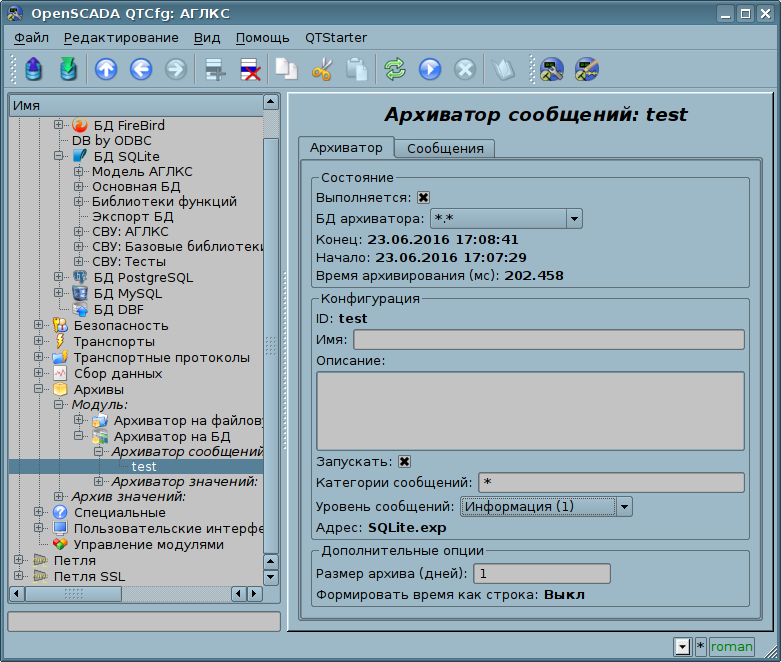 OpenSCADA QTCfg: АГЛКС
Файл Редактирование Вид Помощь QTStarter
Имя
БД FireBird
DB by ODBC
БД SQLite
Модель АГЛКС
Основная БД
Библиотеки функций
Экспорт БД
СВУ: АГЛКС
СВУ: Базовые библиотеки
СВУ: Тесты
БД PostgreSQL
БД MySQL
БД DBF
Безопасность
Транспорты
Транспортные протоколы
Сбор данных
Архивы
Модуль:
Архиватор на файлов
Архиватор на БД
Архиватор сообщений
test
Архиватор значений:
Архив значений:
Специальные
Пользовательские интерфе
Управление модулями
Петля
Петля SSL
Архиватор сообщений: test
Архиватор Сообщения
Состояние
Выполняется:
БД архиватора: *.*
Конец: 23.06.2016 17:08:41
Начало: 23.06.2016 17:07:29
Время архивирования (мс): 202.458
Конфигурация
ID: test
Имя:
Описание:
Запускать:
Категории сообщений: *
Уровень сообщений: Информация (1)
Адрес: SQLite.exp
Дополнительные опции
Размер архива (дней): 1
Формировать время как строка: Выкл
* roman